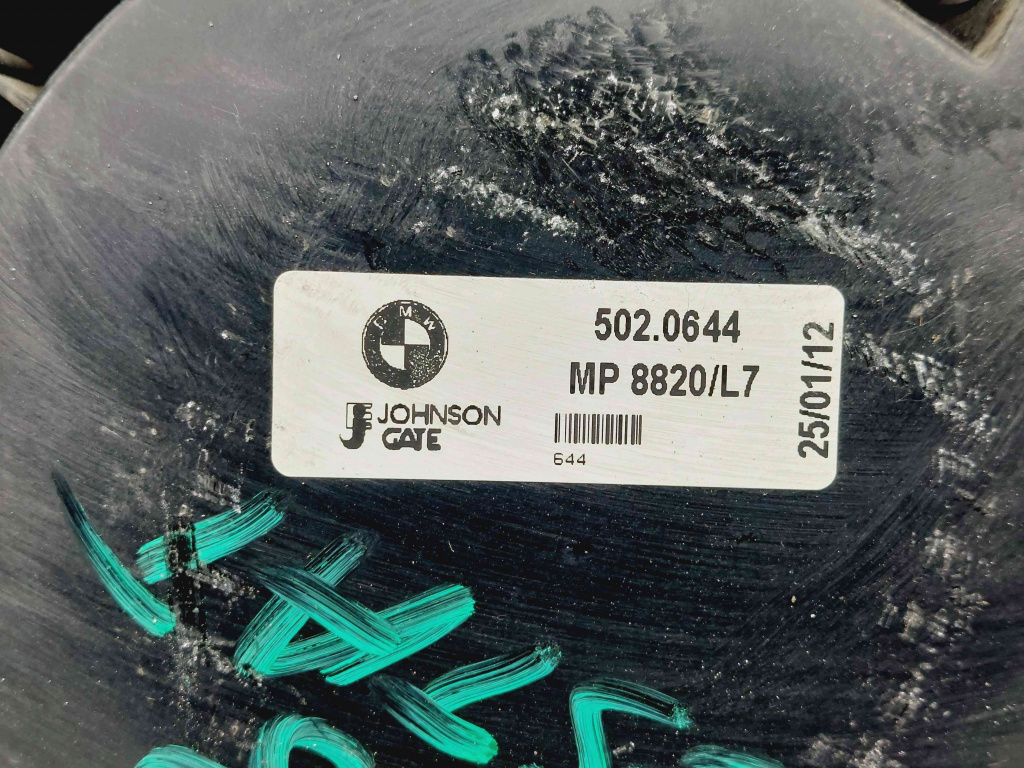 BMW
JOHNSON
GATE
502.0644
MP 8820/L7
644
25/01/12